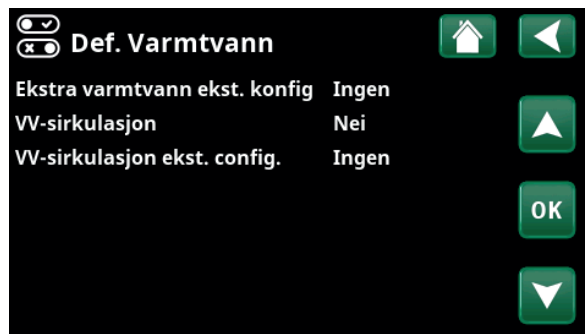 Def. Varmtvann
Ekstra varmtvann ekst. konfig Ingen
VV-sirkulasjon Nei
VV-sirkulasjon ekst. config. Ingen
OK